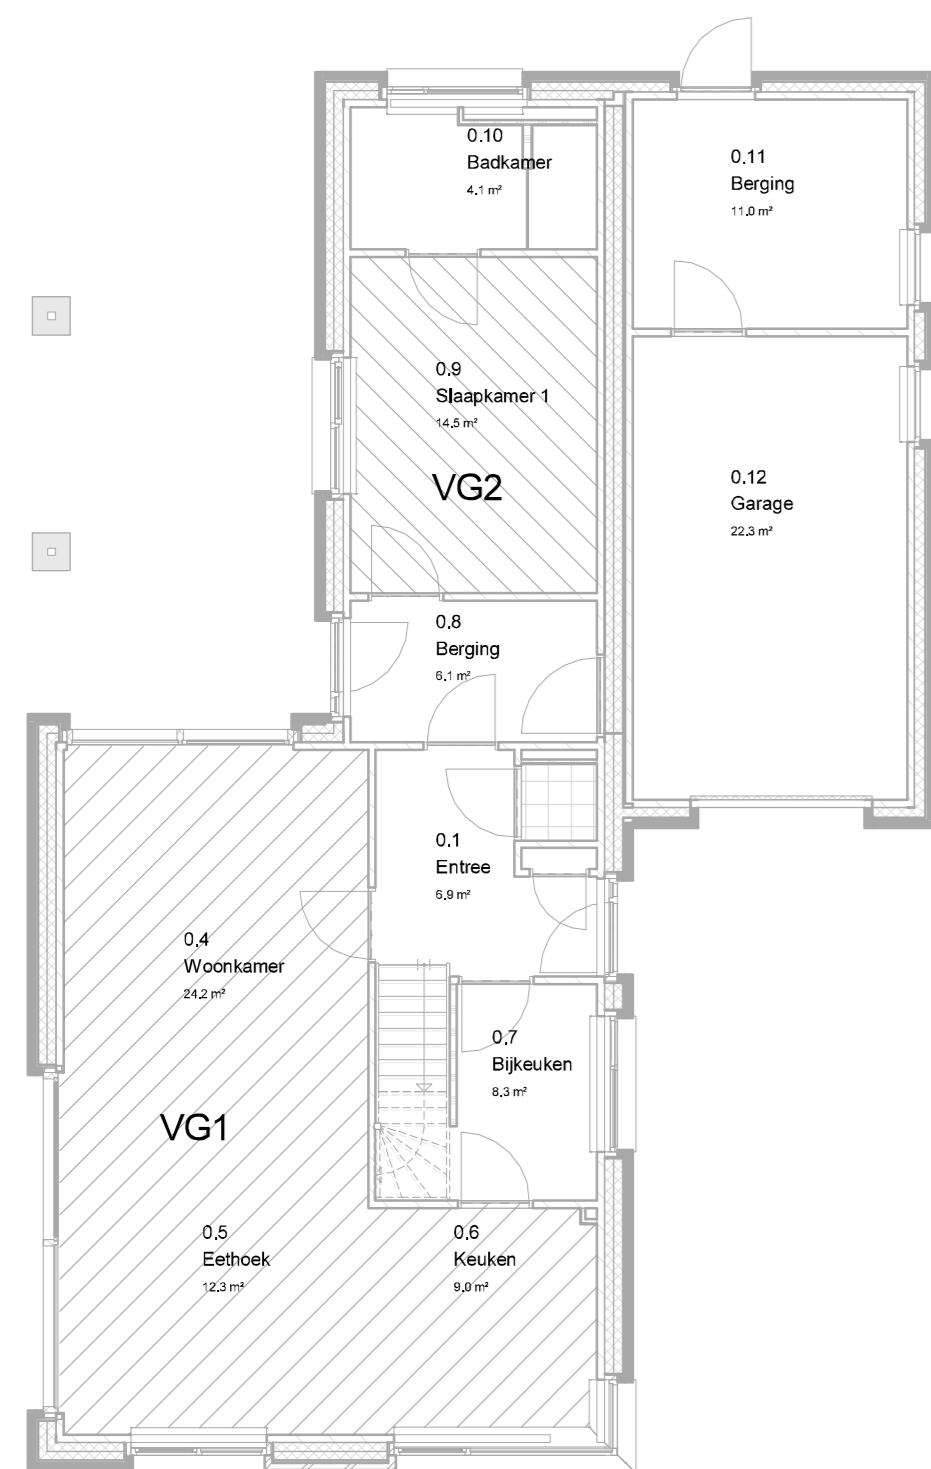 0.10
Badkamer
4.1 m²
0.11
Berging
11.0 m²
0.9
Slaapkamer 1
14.5 m²
VG2
0.12
Garage
22.3 m²
0.8
Berging
6.1 m²
0.1
Entree
6.9 m²
0.4
Woonkamer
24.2 m²
0.7
Bijkeuken
8.3 m²
VG1
0.5
Eethoek
12.3 m²
0.6
Keuken
9.0 m²